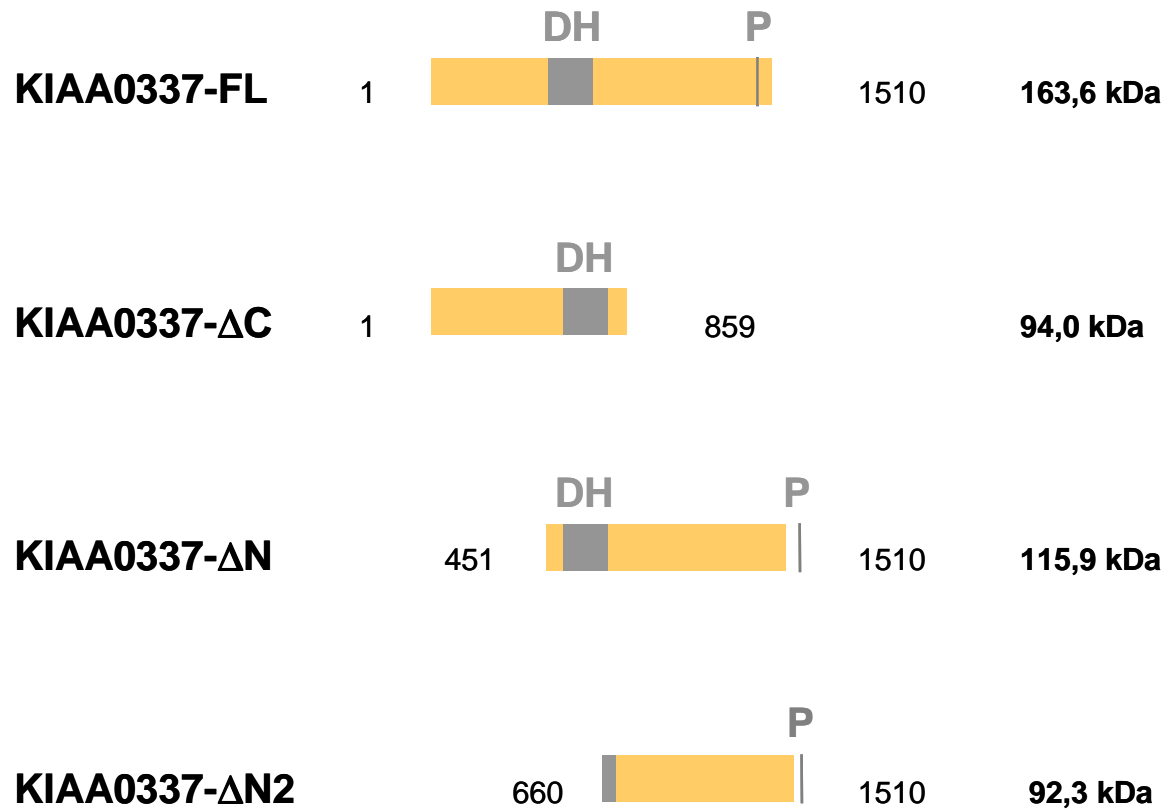 DH P
KIAA0337-FL 1 1510 163,6 kDa
DH
KIAA0337-ΔC 1 859 94,0 kDa
DH P
KIAA0337-ΔN 451 1510 115,9 kDa
P
KIAA0337-ΔN2 660 1510 92,3 kDa